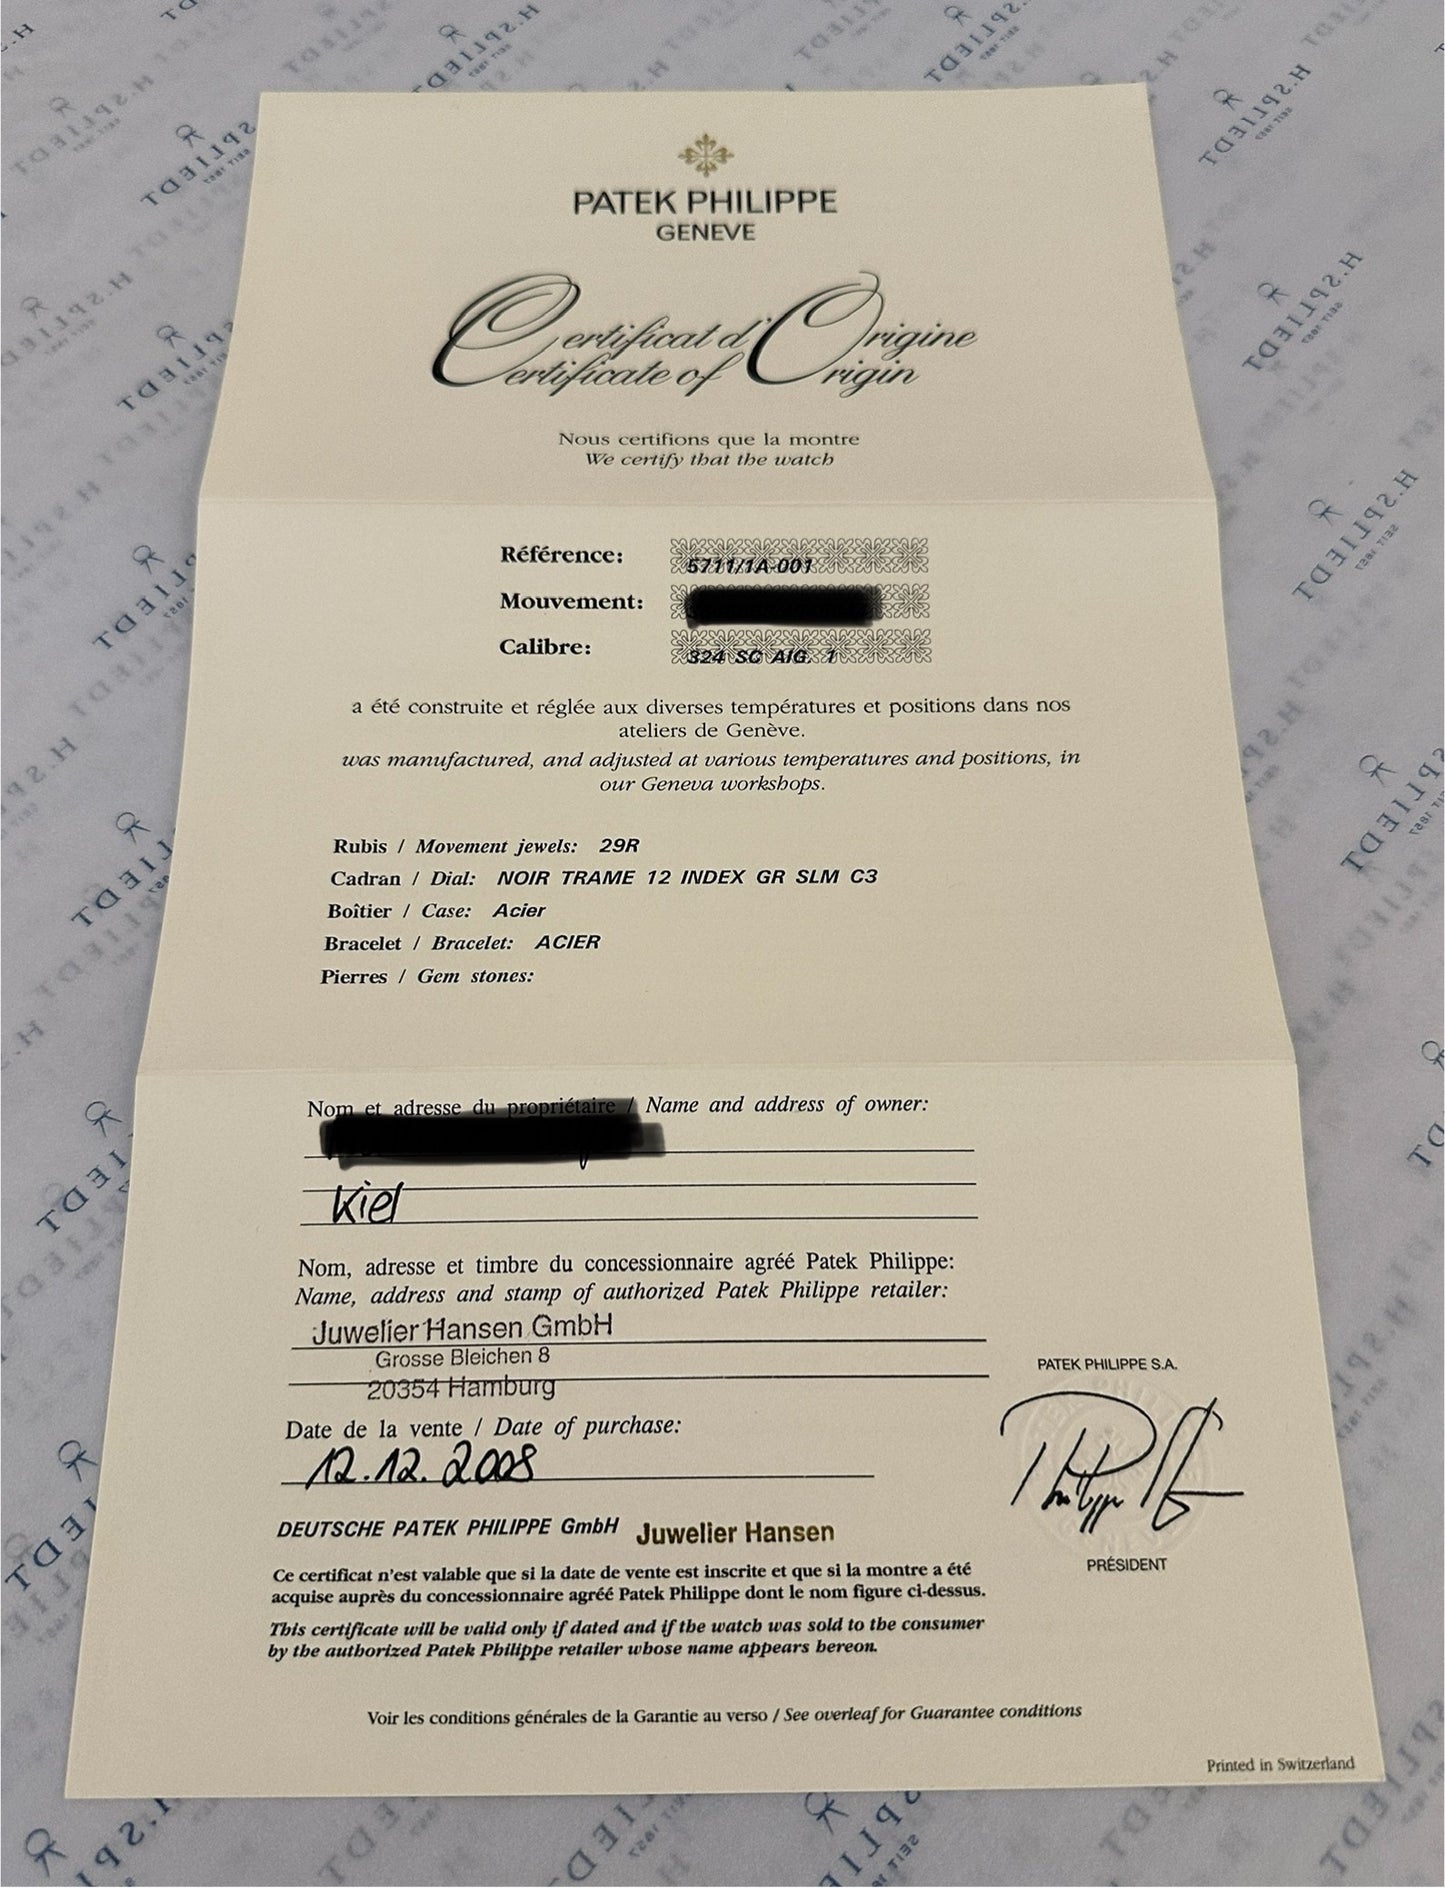 PATEK PHILIPPE
GENEVE
Certificat d'Origine
Certificate of Origin
Nous certifions que la montre
We certify that the watch
Référence: 5711/1A-001
Mouvement:
Calibre: 324 SC AIG. 1
a été construite et réglée aux diverses températures et positions dans nos
ateliers de Genève.
was manufactured, and adjusted at various temperatures and positions, in
our Geneva workshops.
Rubis / Movement jewels: 29R
Cadran / Dial: NOIR TRAME 12 INDEX GR SLM C3
Boîtier / Case: Acier
Bracelet / Bracelet: ACIER
Pierres / Gem stones:
Nom et adresse du propriétaire / Name and address of owner:
Kiel
Nom, adresse et timbre du concessionnaire agréé Patek Philippe:
Name, address and stamp of authorized Patek Philippe retailer:
Juwelier Hansen GmbH
Grosse Bleichen 8
20354 Hamburg
Date de la vente / Date of purchase:
12.12.2008
DEUTSCHE PATEK PHILIPPE GmbH Juwelier Hansen
PATEK PHILIPPE S.A.
PRÉSIDENT
Ce certificat n'est valable que si la date de vente est inscrite et que si la montre a été
acquise auprès du concessionnaire agréé Patek Philippe dont le nom figure ci-dessus.
This certificate will be valid only if dated and if the watch was sold to the consumer
by the authorized Patek Philippe retailer whose name appears hereon.
Voir les conditions générales de la Garantie au verso / See overleaf for Guarantee conditions
Printed in Switzerland
H.SPLIEDT
SEIT 1857